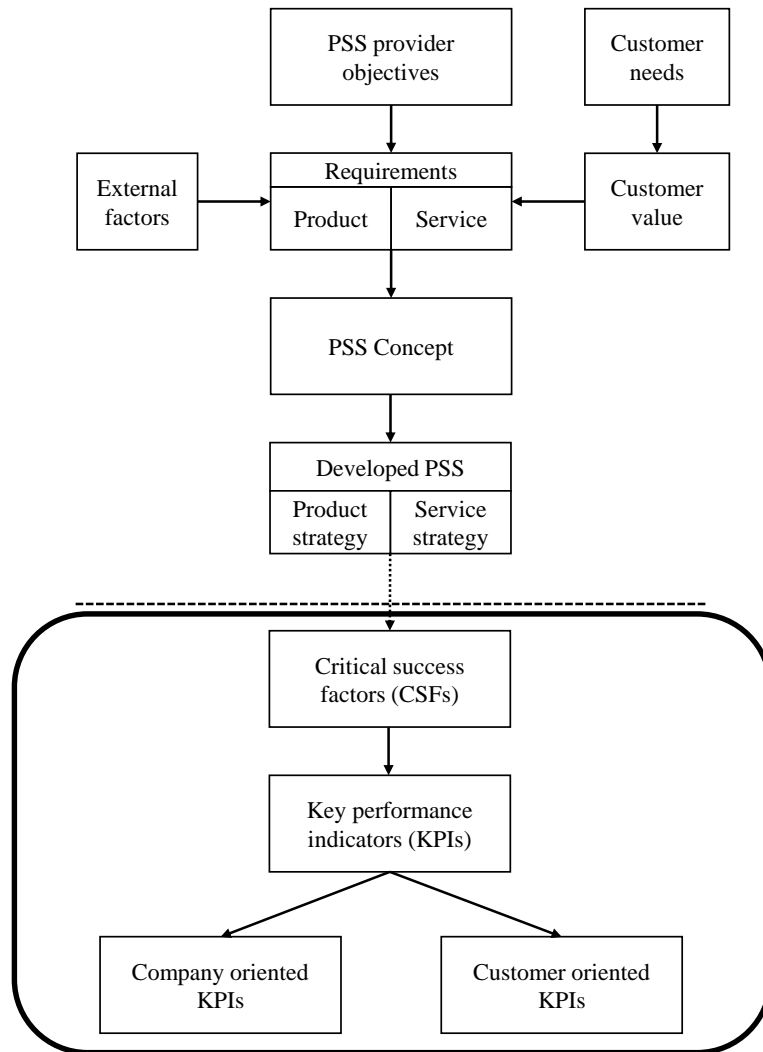 PSS provider
objectives
Customer
needs
External
factors
Requirements
Product
Service
Customer
value
PSS Concept
Developed PSS
Product
strategy
Service
strategy
Critical success
factors (CSFs)
Key performance
indicators (KPIs)
Company oriented
KPIs
Customer oriented
KPIs